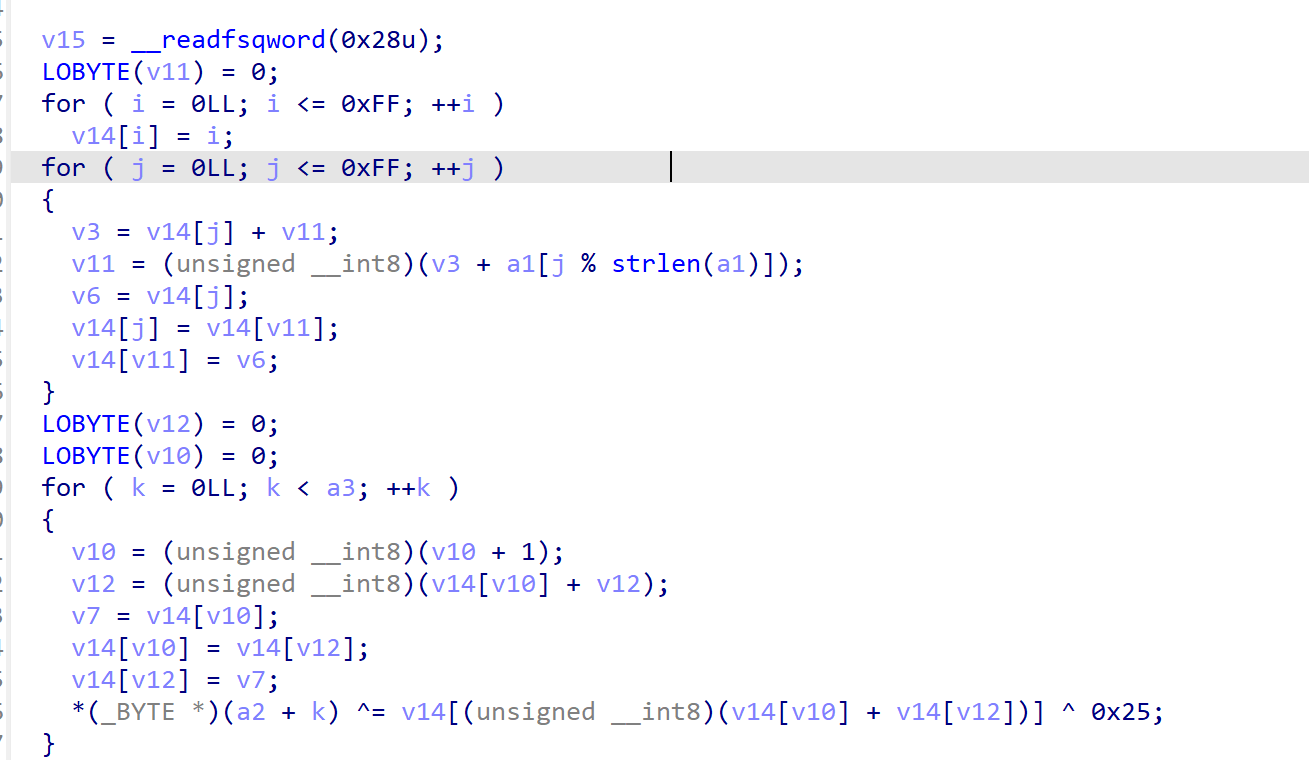 v15 = __readfsqword(0x28u);
LOBYTE(v11) = 0;
for ( i = 0LL; i <= 0xFF; ++i )
  v14[i] = i;
for ( j = 0LL; j <= 0xFF; ++j )
{
  v3 = v14[j] + v11;
  v11 = (unsigned __int8)(v3 + a1[j % strlen(a1)]);
  v6 = v14[j];
  v14[j] = v14[v11];
  v14[v11] = v6;
}
LOBYTE(v12) = 0;
LOBYTE(v10) = 0;
for ( k = 0LL; k < a3; ++k )
{
  v10 = (unsigned __int8)(v10 + 1);
  v12 = (unsigned __int8)(v14[v10] + v12);
  v7 = v14[v10];
  v14[v10] = v14[v12];
  v14[v12] = v7;
  *(_BYTE *)(a2 + k) ^= v14[(unsigned __int8)(v14[v10] + v14[v12])] ^ 0x25;
}